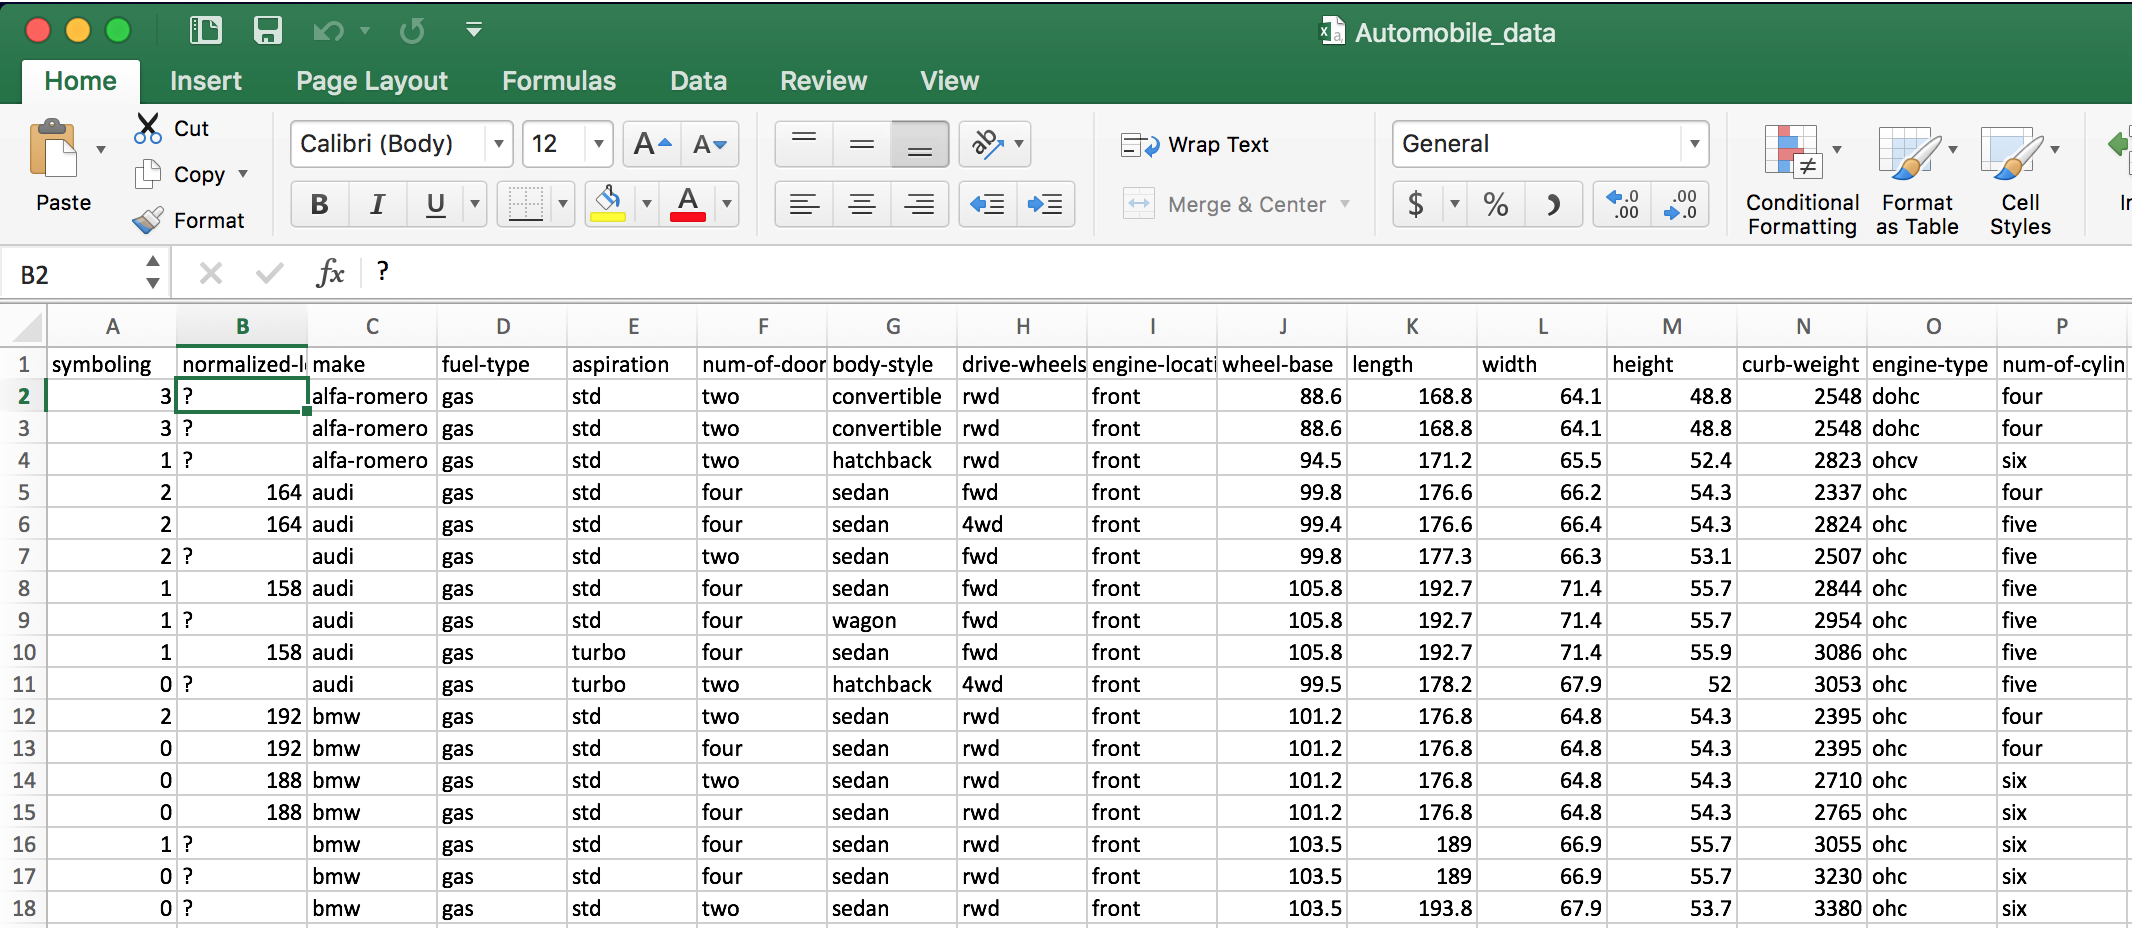 Automobile_data
Home Insert Page Layout Formulas Data Review View
Paste Cut Copy Format
Calibri (Body) 12 A A
B I U A
ab Wrap Text
Merge & Center
General
$ % .0 .00 .00 .0
Conditional Formatting Format as Table Cell Styles
B2 fx ?
A B C D E F G H I J K L M N O P
1 symboling normalized-l make fuel-type aspiration num-of-door body-style drive-wheels engine-locati wheel-base length width height curb-weight engine-type num-of-cylin
2 3 ? alfa-romero gas std two convertible rwd front 88.6 168.8 64.1 48.8 2548 dohc four
3 3 ? alfa-romero gas std two convertible rwd front 88.6 168.8 64.1 48.8 2548 dohc four
4 1 ? alfa-romero gas std two hatchback rwd front 94.5 171.2 65.5 52.4 2823 ohcv six
5 2 164 audi gas std four sedan fwd front 99.8 176.6 66.2 54.3 2337 ohc four
6 2 164 audi gas std four sedan 4wd front 99.4 176.6 66.4 54.3 2824 ohc five
7 2 ? audi gas std two sedan fwd front 99.8 177.3 66.3 53.1 2507 ohc five
8 1 158 audi gas std four sedan fwd front 105.8 192.7 71.4 55.7 2844 ohc five
9 1 ? audi gas std four wagon fwd front 105.8 192.7 71.4 55.7 2954 ohc five
10 1 158 audi gas turbo four sedan fwd front 105.8 192.7 71.4 55.9 3086 ohc five
11 0 ? audi gas turbo two hatchback 4wd front 99.5 178.2 67.9 52 3053 ohc five
12 2 192 bmw gas std two sedan rwd front 101.2 176.8 64.8 54.3 2395 ohc four
13 0 192 bmw gas std four sedan rwd front 101.2 176.8 64.8 54.3 2395 ohc four
14 0 188 bmw gas std two sedan rwd front 101.2 176.8 64.8 54.3 2710 ohc six
15 0 188 bmw gas std four sedan rwd front 101.2 176.8 64.8 54.3 2765 ohc six
16 1 ? bmw gas std four sedan rwd front 103.5 189 66.9 55.7 3055 ohc six
17 0 ? bmw gas std four sedan rwd front 103.5 189 66.9 55.7 3230 ohc six
18 0 ? bmw gas std two sedan rwd front 103.5 193.8 67.9 53.7 3380 ohc six